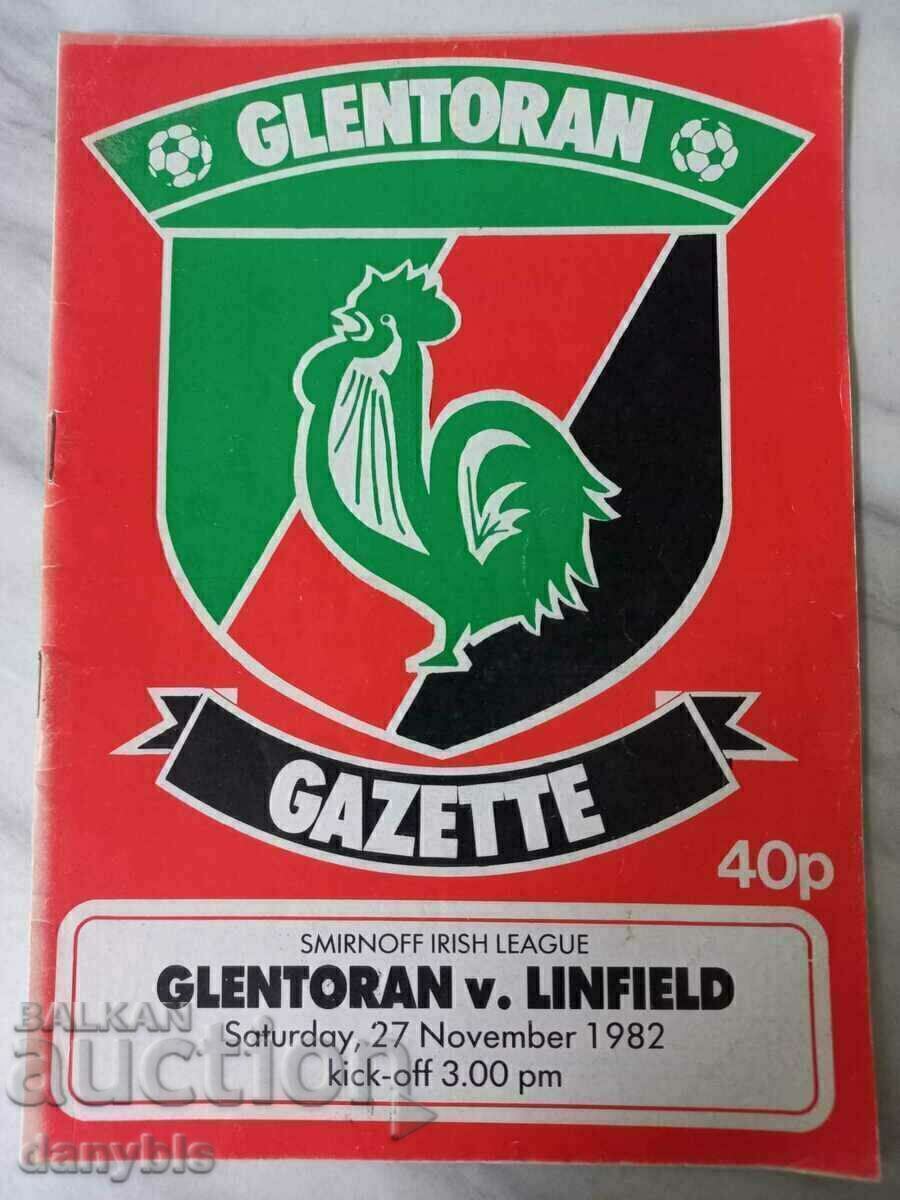 GLENTORAN
GAZETTE
40p
SMIRNOFF IRISH LEAGUE
GLENTORAN v. LINFIELD
Saturday, 27 November 1982
kick-off 3.00 pm
BALKAN
auction
danybls